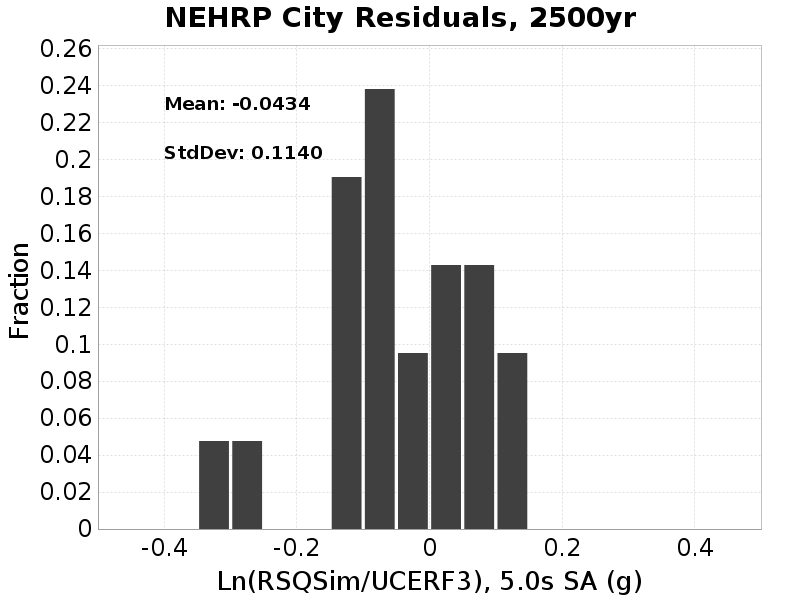 NEHRP City Residuals, 2500yr
0.26
0.24
0.22
0.2
0.18
0.16
0.14
0.12
0.1
0.08
0.06
0.04
0.02
0
Fraction
Mean: -0.0434
StdDev: 0.1140
-0.4 -0.2 0 0.2 0.4
Ln(RSQSim/UCERF3), 5.0s SA (g)